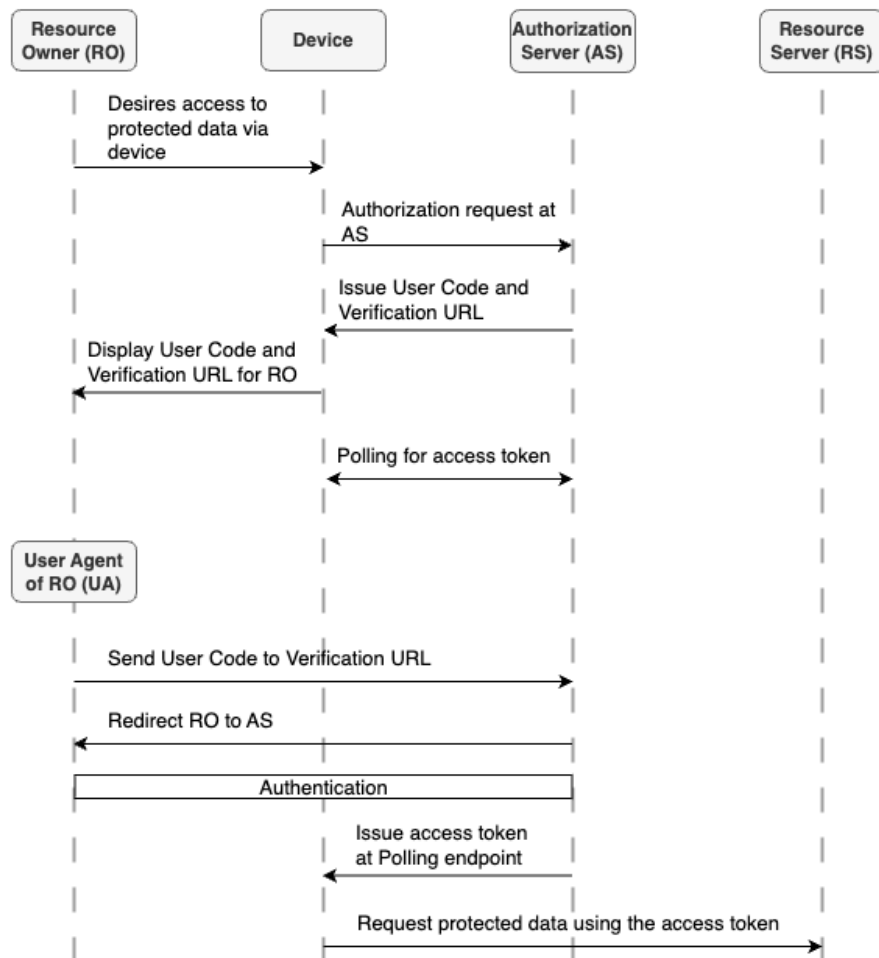 Resource
Owner (RO)
Device
Authorization
Server (AS)
Resource
Server (RS)
Desires access to
protected data via
device
Authorization request at
AS
Issue User Code and
Verification URL
Display User Code and
Verification URL for RO
Polling for access token
User Agent
of RO (UA)
Send User Code to Verification URL
Redirect RO to AS
Authentication
Issue access token
at Polling endpoint
Request protected data using the access token